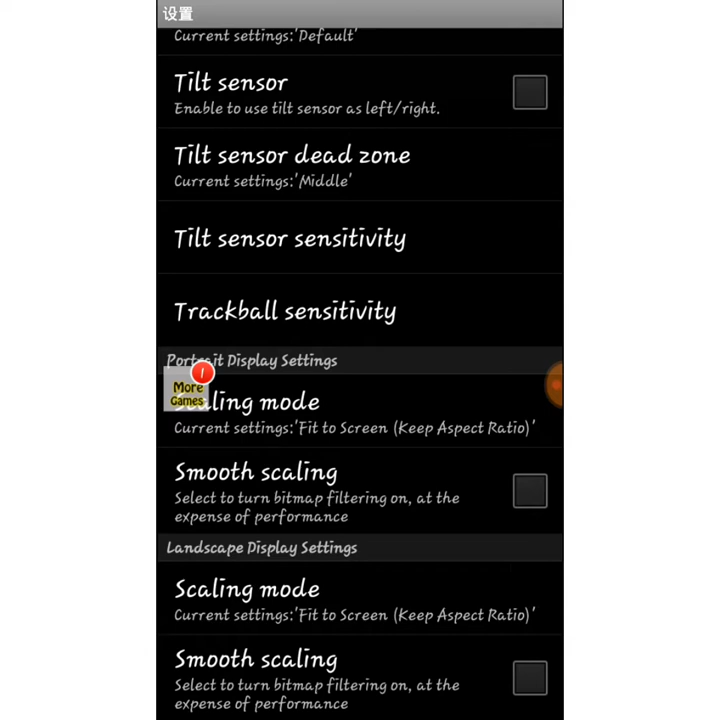 设置
Current settings:'Default'
Tilt sensor
Enable to use tilt sensor as left/right.
Tilt sensor dead zone
Current settings:'Middle'
Tilt sensor sensitivity
Trackball sensitivity
Portrait Display Settings
1
More
Games
Scaling mode
Current settings:'Fit to Screen (Keep Aspect Ratio)'
Smooth scaling
Select to turn bitmap filtering on, at the
expense of performance
Landscape Display Settings
Scaling mode
Current settings:'Fit to Screen (Keep Aspect Ratio)'
Smooth scaling
Select to turn bitmap filtering on, at the
expense of performance